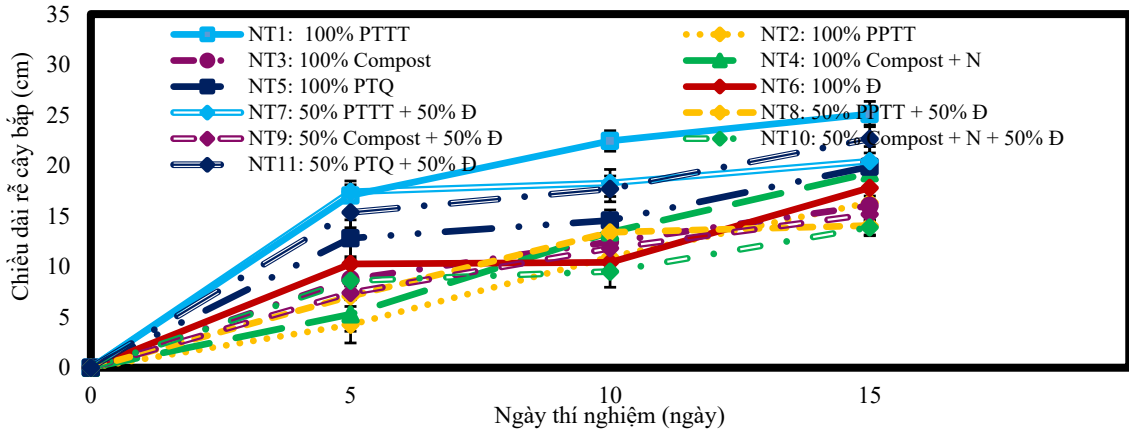 35
30
25
20
15
10
5
0
Chiều dài rễ cây bắp (cm)
NT1: 100% PTTT
NT2: 100% PPTT
NT3: 100% Compost
NT4: 100% Compost + N
NT5: 100% PTQ
NT6: 100% Đ
NT7: 50% PTTT + 50% Đ
NT8: 50% PPTT + 50% Đ
NT9: 50% Compost + 50% Đ
NT10: 50% Compost + N + 50% Đ
NT11: 50% PTQ + 50% Đ
0 5 10 15
Ngày thí nghiệm (ngày)